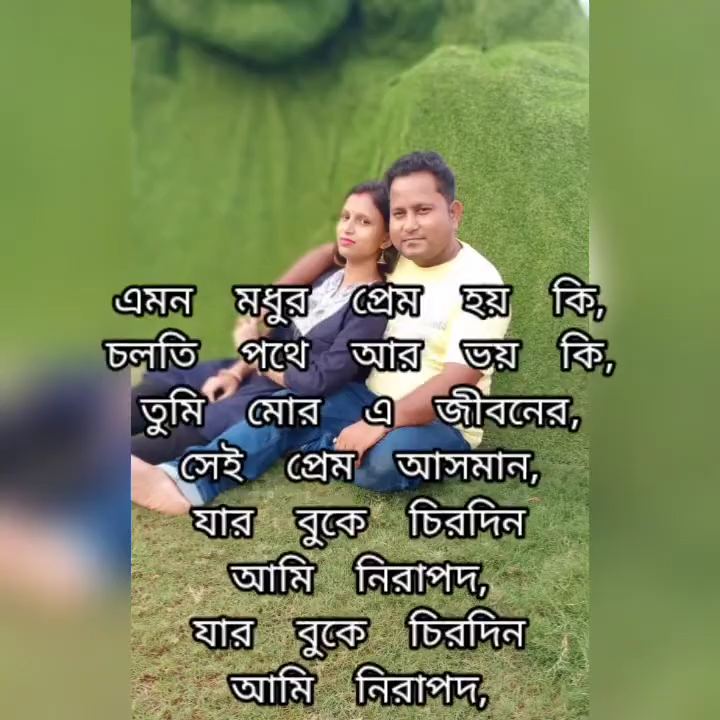 এমন মধুর প্রেম হয় কি,
চলতি পথে আর ভয় কি,
তুমি মোর এ জীবনের,
সেই প্রেম আসমান,
যার বুকে চিরদিন
আমি নিরাপদ,
যার বুকে চিরদিন
আমি নিরাপদ,